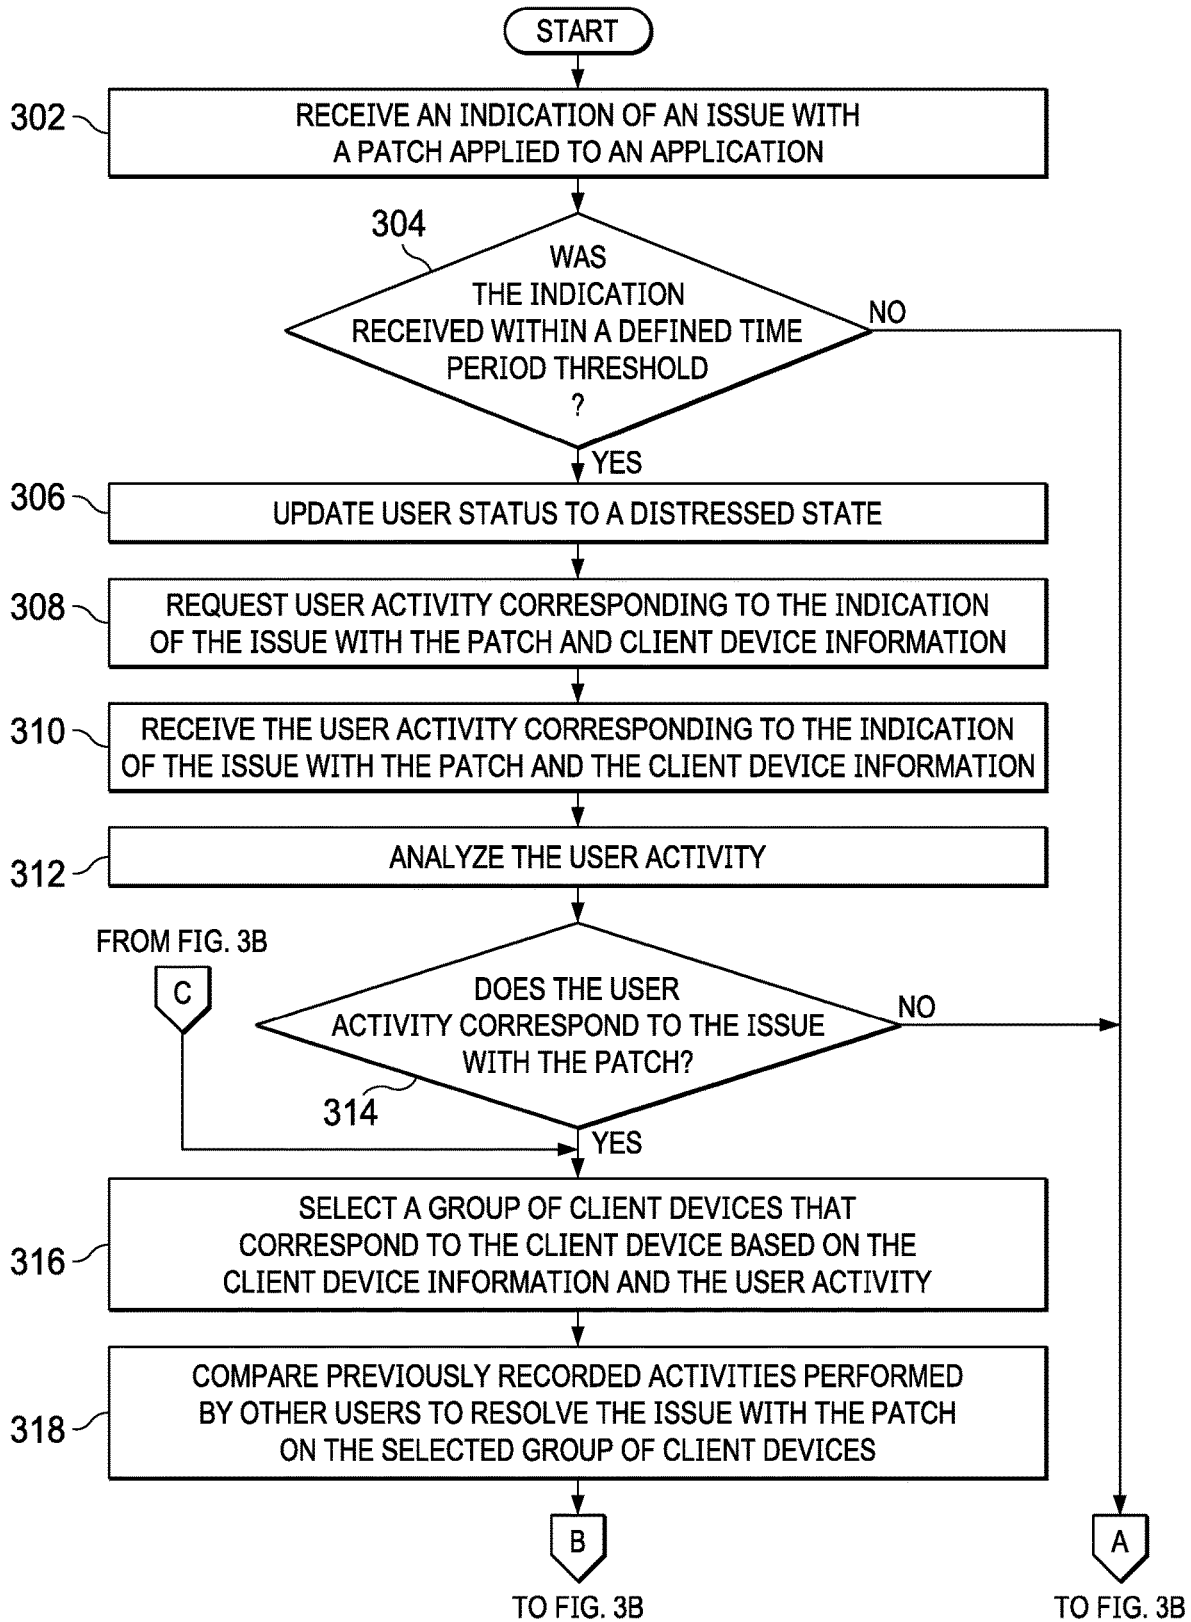 START
302
RECEIVE AN INDICATION OF AN ISSUE WITH
A PATCH APPLIED TO AN APPLICATION
304
WAS
THE INDICATION
RECEIVED WITHIN A DEFINED TIME
PERIOD THRESHOLD
?
NO
YES
306
UPDATE USER STATUS TO A DISTRESSED STATE
308
REQUEST USER ACTIVITY CORRESPONDING TO THE INDICATION
OF THE ISSUE WITH THE PATCH AND CLIENT DEVICE INFORMATION
310
RECEIVE THE USER ACTIVITY CORRESPONDING TO THE INDICATION
OF THE ISSUE WITH THE PATCH AND THE CLIENT DEVICE INFORMATION
312
ANALYZE THE USER ACTIVITY
FROM FIG. 3B
C
DOES THE USER
ACTIVITY CORRESPOND TO THE ISSUE
WITH THE PATCH?
NO
314
YES
316
SELECT A GROUP OF CLIENT DEVICES THAT
CORRESPOND TO THE CLIENT DEVICE BASED ON THE
CLIENT DEVICE INFORMATION AND THE USER ACTIVITY
318
COMPARE PREVIOUSLY RECORDED ACTIVITIES PERFORMED
BY OTHER USERS TO RESOLVE THE ISSUE WITH THE PATCH
ON THE SELECTED GROUP OF CLIENT DEVICES
B
TO FIG. 3B
A
TO FIG. 3B